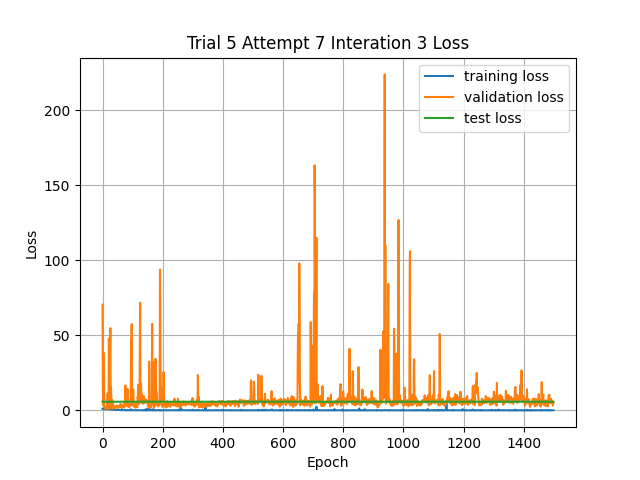 Trial 5 Attempt 7 Interation 3 Loss
training loss
validation loss
test loss
Loss
200
150
100
50
0
0 200 400 600 800 1000 1200 1400
Epoch